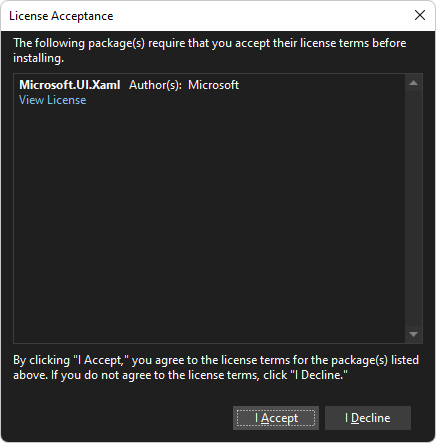 License Acceptance
The following package(s) require that you accept their license terms before
installing.
Microsoft.UI.Xaml Author(s): Microsoft
View License
By clicking "I Accept," you agree to the license terms for the package(s) listed
above. If you do not agree to the license terms, click "I Decline."
I Accept I Decline